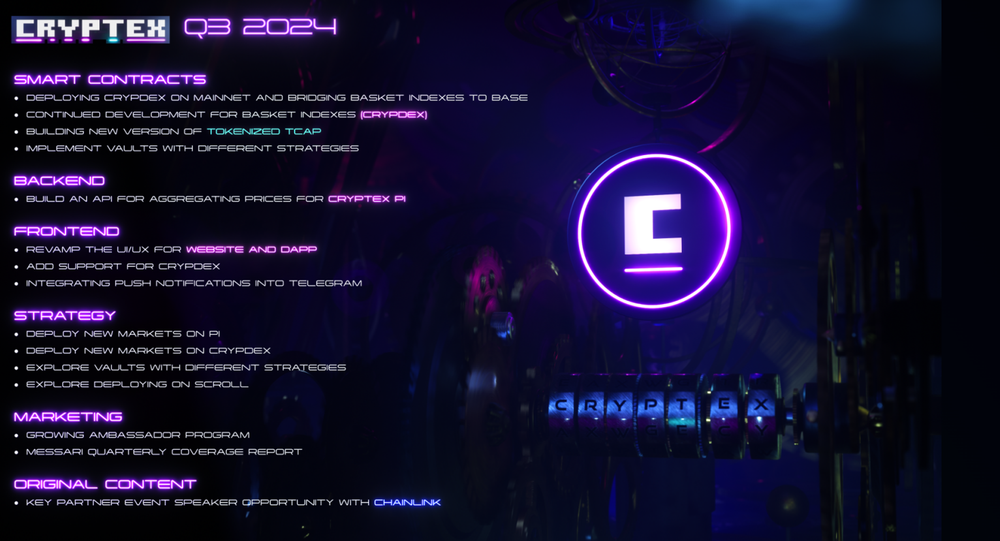 CRYPTEX Q3 2024
SMART CONTRACTS
• DEPLOYING CRYPDEX ON MAINNET AND BRIDGING BASKET INDEXES TO BASE
• CONTINUED DEVELOPMENT FOR BASKET INDEXES (CRYPDEX)
• BUILDING NEW VERSION OF TOKENIZED TCAP
• IMPLEMENT VAULTS WITH DIFFERENT STRATEGIES
BACKEND
• BUILD AN API FOR AGGREGATING PRICES FOR CRYPTEX PI
FRONTEND
• REVAMP THE UI/UX FOR WEBSITE AND DAPP
• ADD SUPPORT FOR CRYPDEX
• INTEGRATING PUSH NOTIFICATIONS INTO TELEGRAM
STRATEGY
• DEPLOY NEW MARKETS ON PI
• DEPLOY NEW MARKETS ON CRYPDEX
• EXPLORE VAULTS WITH DIFFERENT STRATEGIES
• EXPLORE DEPLOYING ON SCROLL
MARKETING
• GROWING AMBASSADOR PROGRAM
• MESSARI QUARTERLY COVERAGE REPORT
ORIGINAL CONTENT
• KEY PARTNER EVENT SPEAKER OPPORTUNITY WITH CHAINLINK
C
CRYPTEX